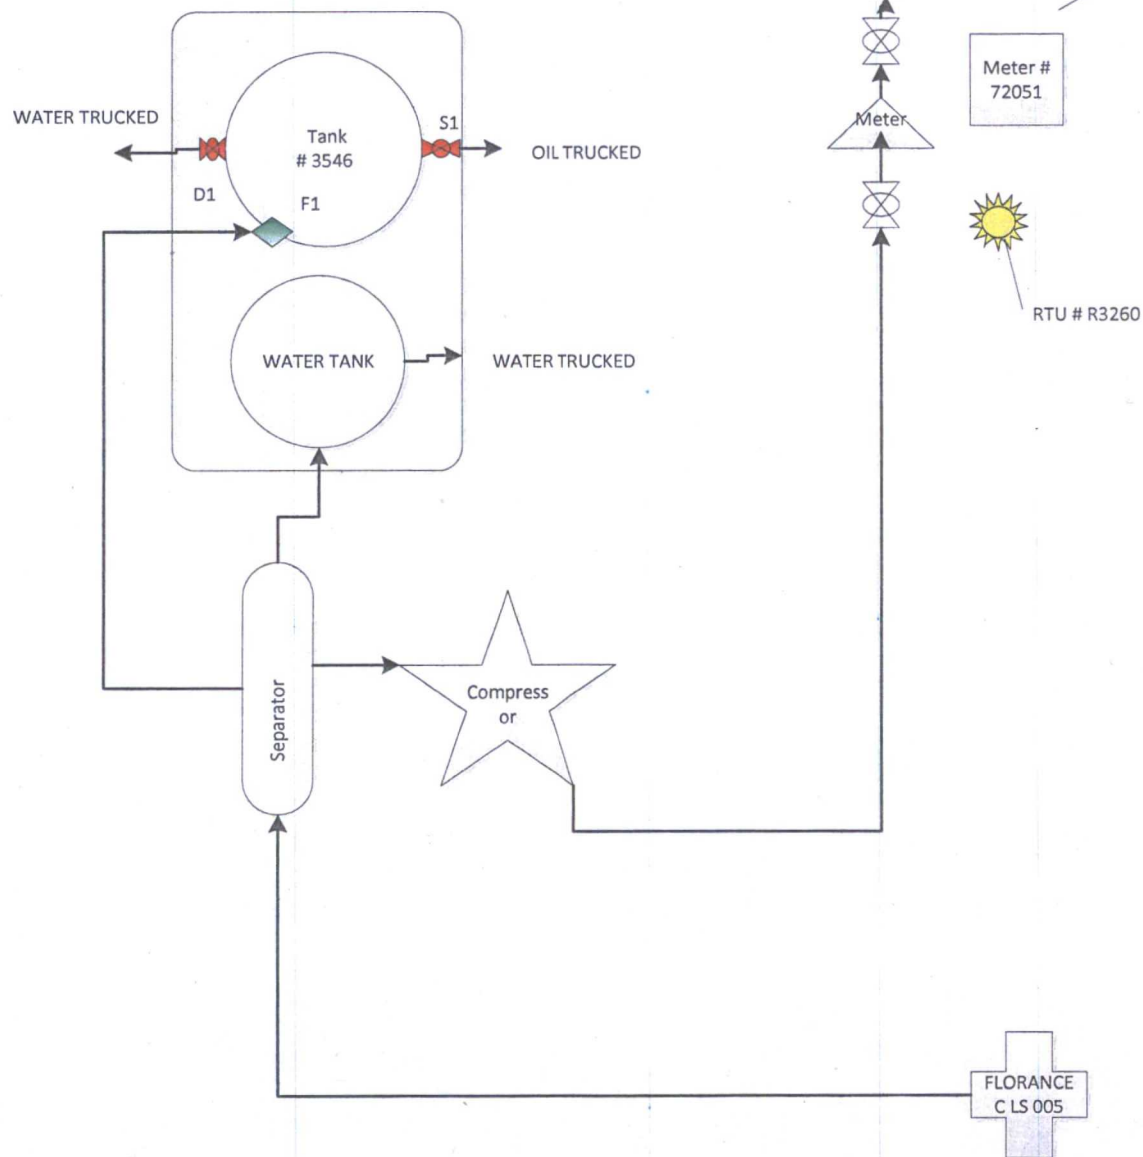 Meter #
72051
Meter
WATER TRUCKED
Tank
# 3546
S1
OIL TRUCKED
D1
F1
RTU # R3260
WATER TANK
WATER TRUCKED
Separator
Compress
or
FLORANCE
C LS 005